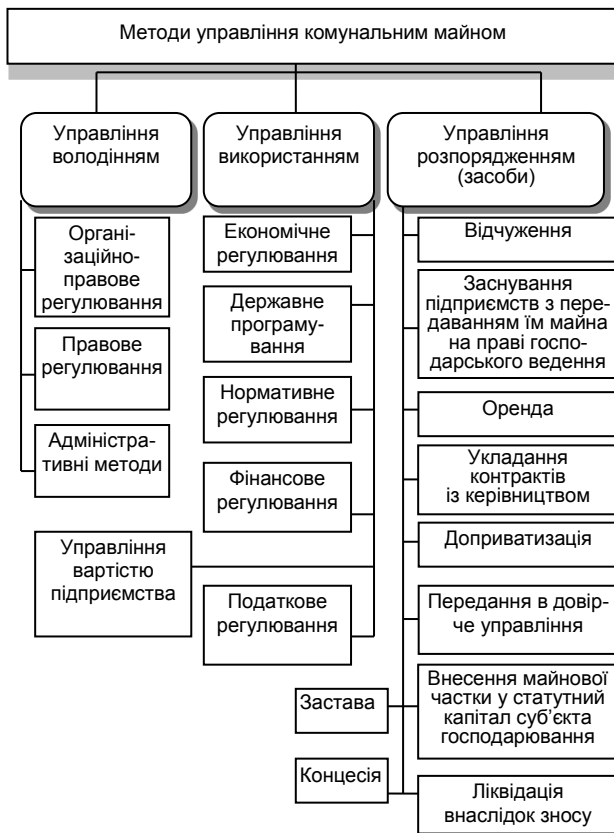 Методи управління комунальним майном
Управління
володінням
Управління
використанням
Управління
розпорядженням
(засоби)
Органі-
заційно-
правове
регулювання
Правове
регулювання
Адміністра-
тивні методи
Управління
вартістю
підприємства
Економічне
регулювання
Державне
програму-
вання
Нормативне
регулювання
Фінансове
регулювання
Податкове
регулювання
Застава
Концесія
Відчуження
Заснування
підприємств з пере-
даванням їм майна
на праві госпо-
дарського ведення
Оренда
Укладання
контрактів
із керівництвом
Доприватизація
Передання в довір-
че управління
Внесення майнової
частки у статутний
капітал суб’єкта
господарювання
Ліквідація
внаслідок зносу